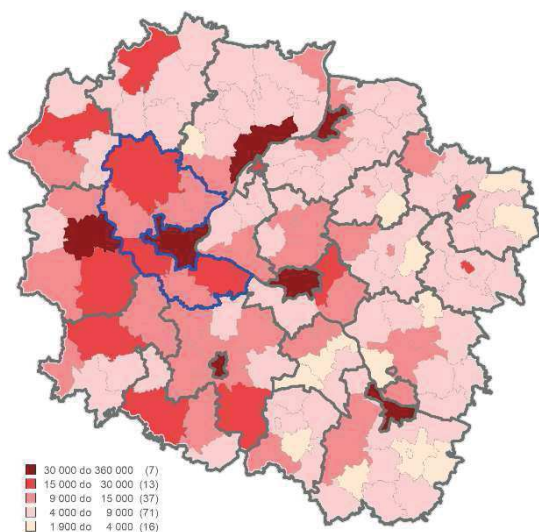 30 000 do 360 000 (7)
15 000 do 30 000 (13)
9 000 do 15 000 (37)
4 000 do 9 000 (71)
1 900 do 4 000 (16)